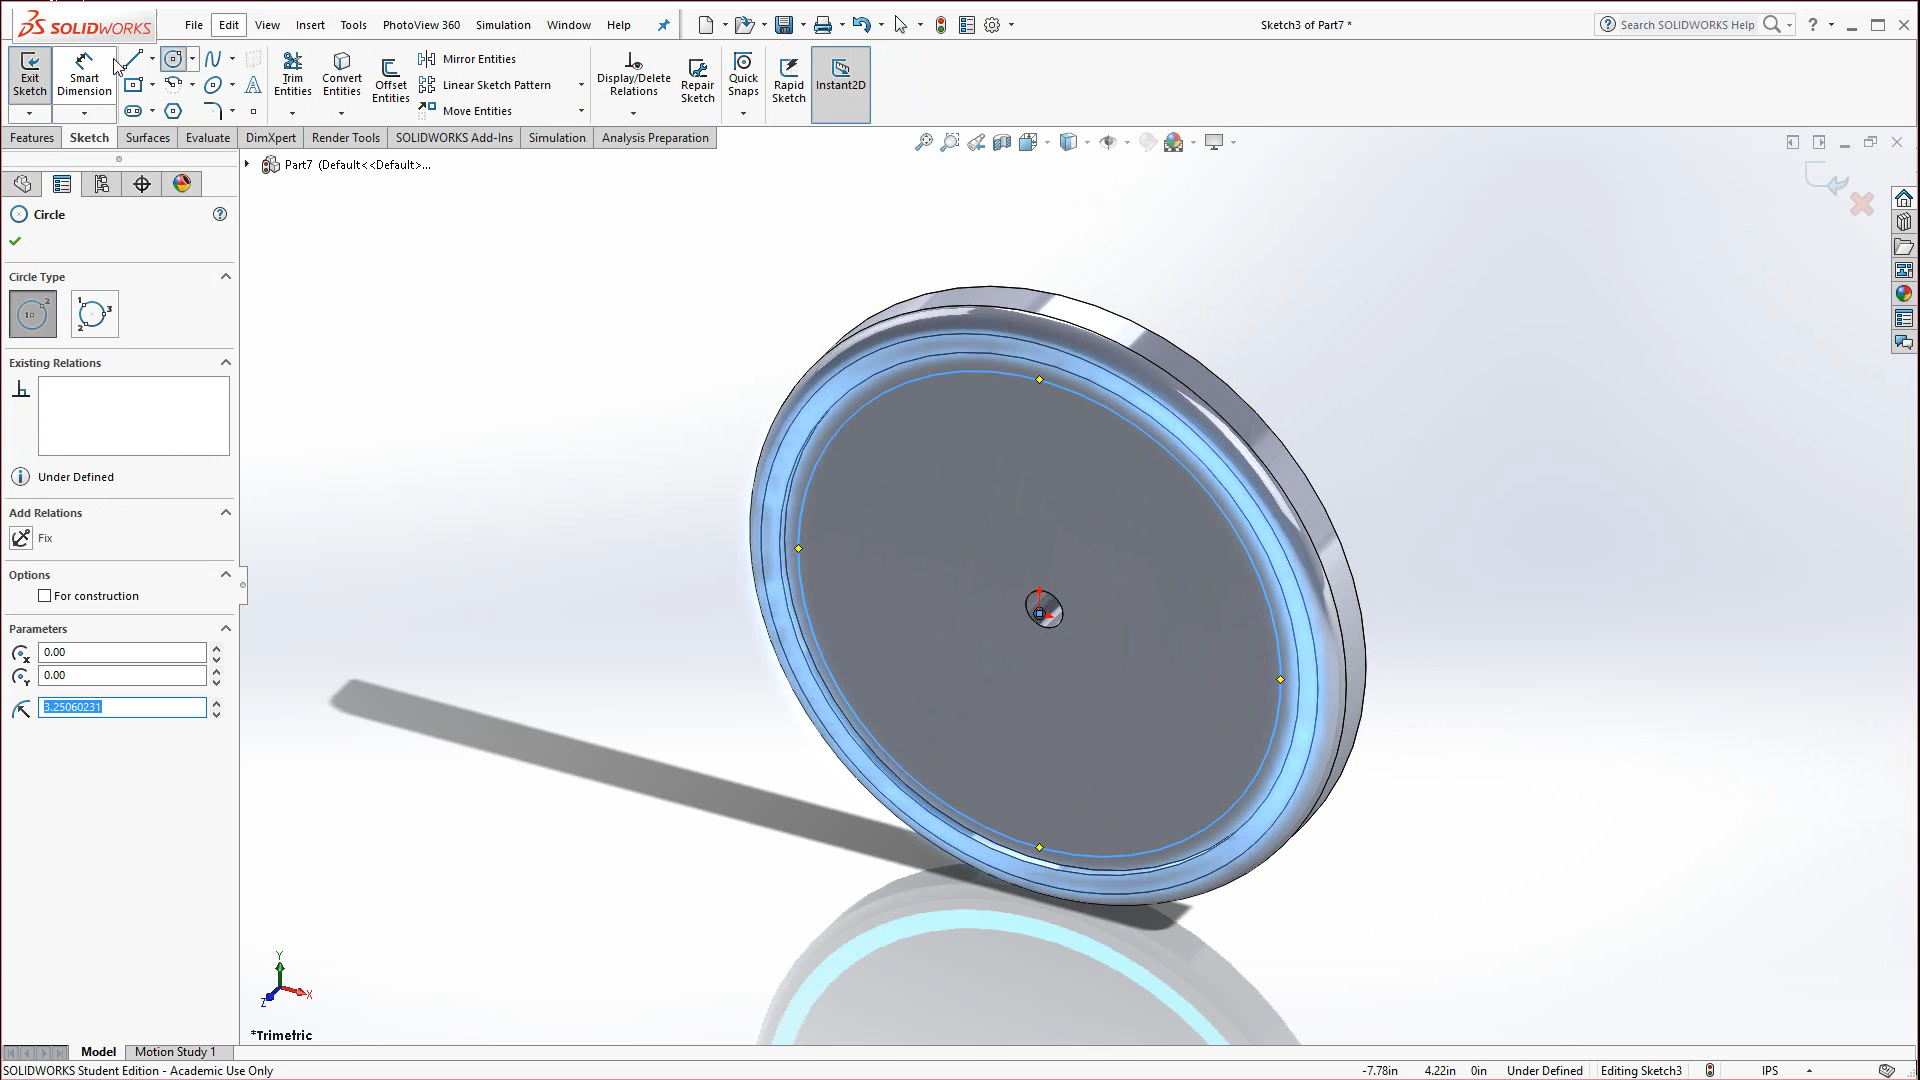 SOLIDWORKS File Edit View Insert Tools PhotoView 360 Simulation Window Help Sketch3 of Part7 * Search SOLIDWORKS Help ?
Exit Sketch
Smart Dimension
Trim Entities
Convert Entities
Offset Entities
Mirror Entities
Linear Sketch Pattern
Move Entities
Display/Delete Relations
Repair Sketch
Quick Snaps
Rapid Sketch
Instant2D
Features Sketch Surfaces Evaluate DimXpert Render Tools SOLIDWORKS Add-Ins Simulation Analysis Preparation
Part7 (Default<<Default>...
Circle
Circle Type
Existing Relations
Under Defined
Add Relations
Fix
Options
For construction
Parameters
0.00
0.00
3.25060231
Y
X
Z
*Trimetric
Model Motion Study 1
SOLIDWORKS Student Edition - Academic Use Only -7.78in 4.22in 0in Under Defined Editing Sketch3 IPS